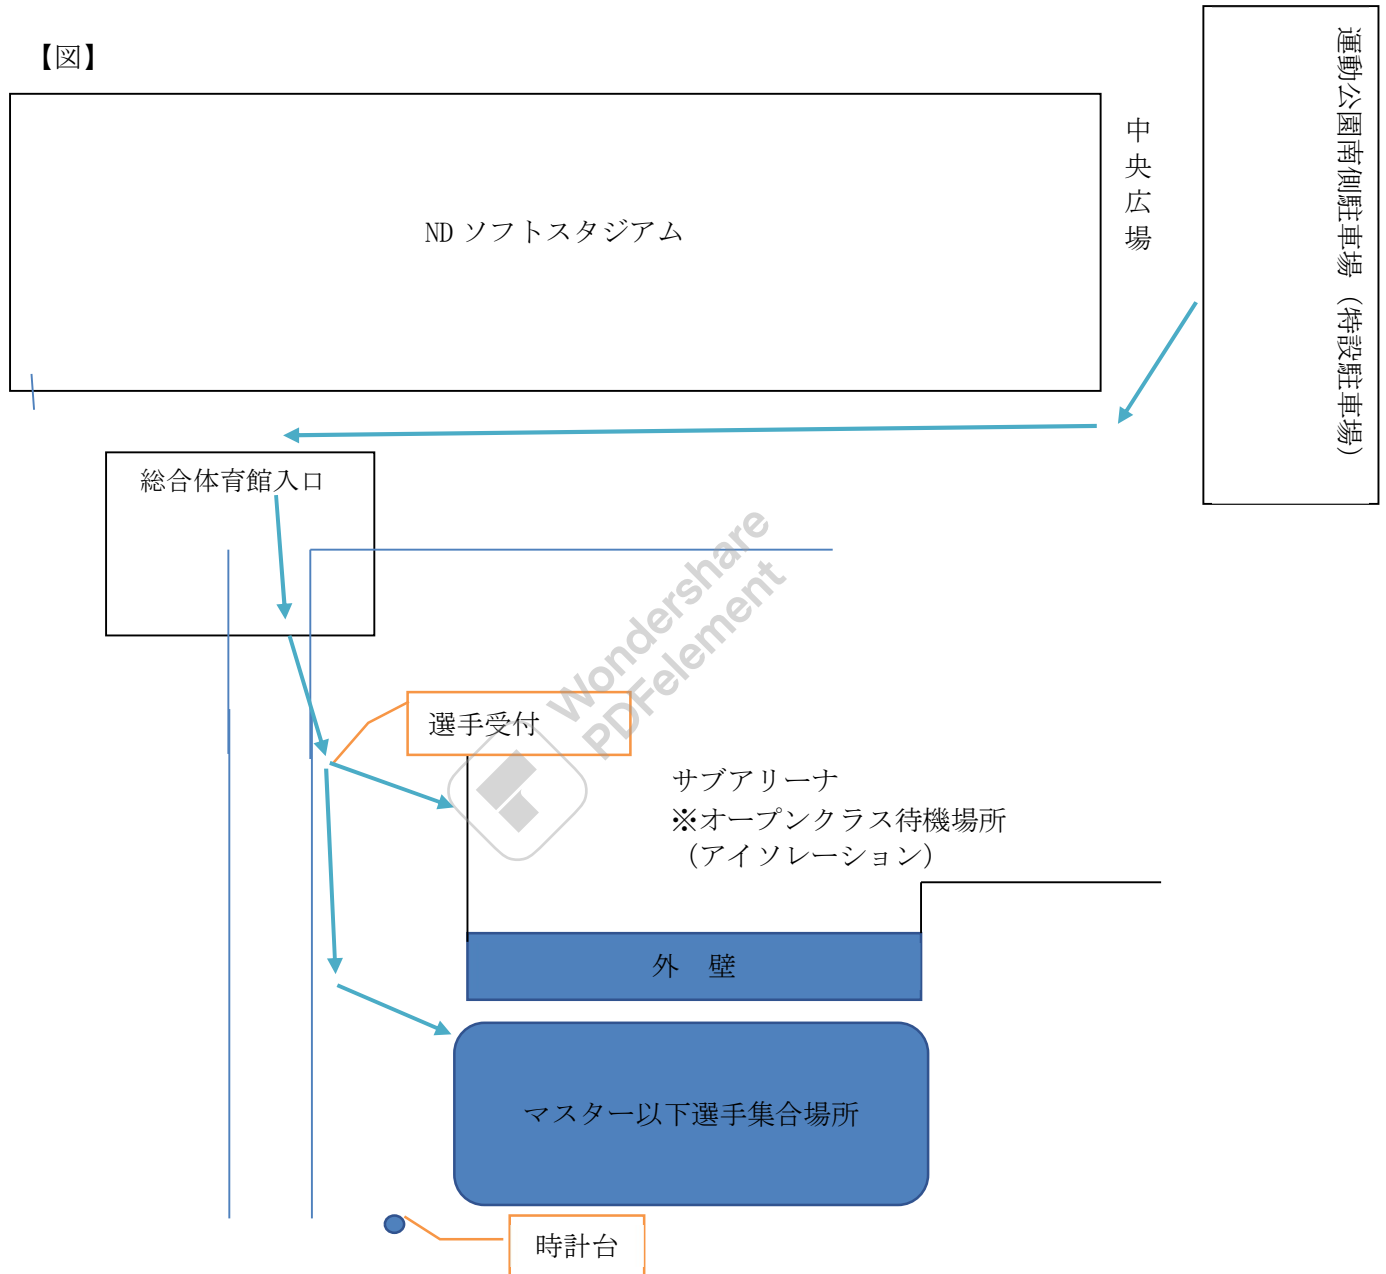 【図】
運動公園南側駐車場（特設駐車場）
中央広場
ND ソフトスタジアム
総合体育館入口
選手受付
サブアリーナ
※オープンクラス待機場所
（アイソレーション）
外　壁
マスター以下選手集合場所
時計台
Wondershare
PDFelement